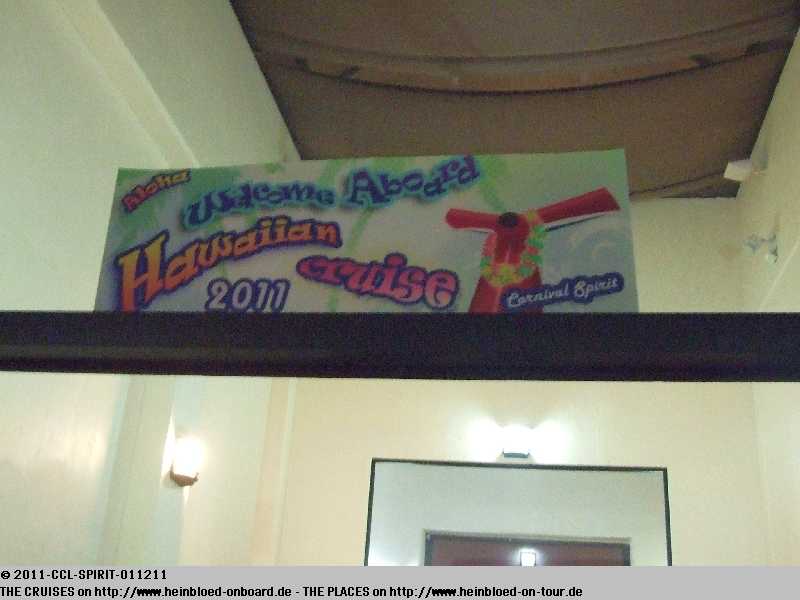 Aloha
Welcome Aboard
Hawaiian
cruise
2011
Carnival Spirit
© 2011-CCL-SPIRIT-011211
THE CRUISES on http://www.heinbloed-onboard.de - THE PLACES on http://www.heinbloed-on-tour.de